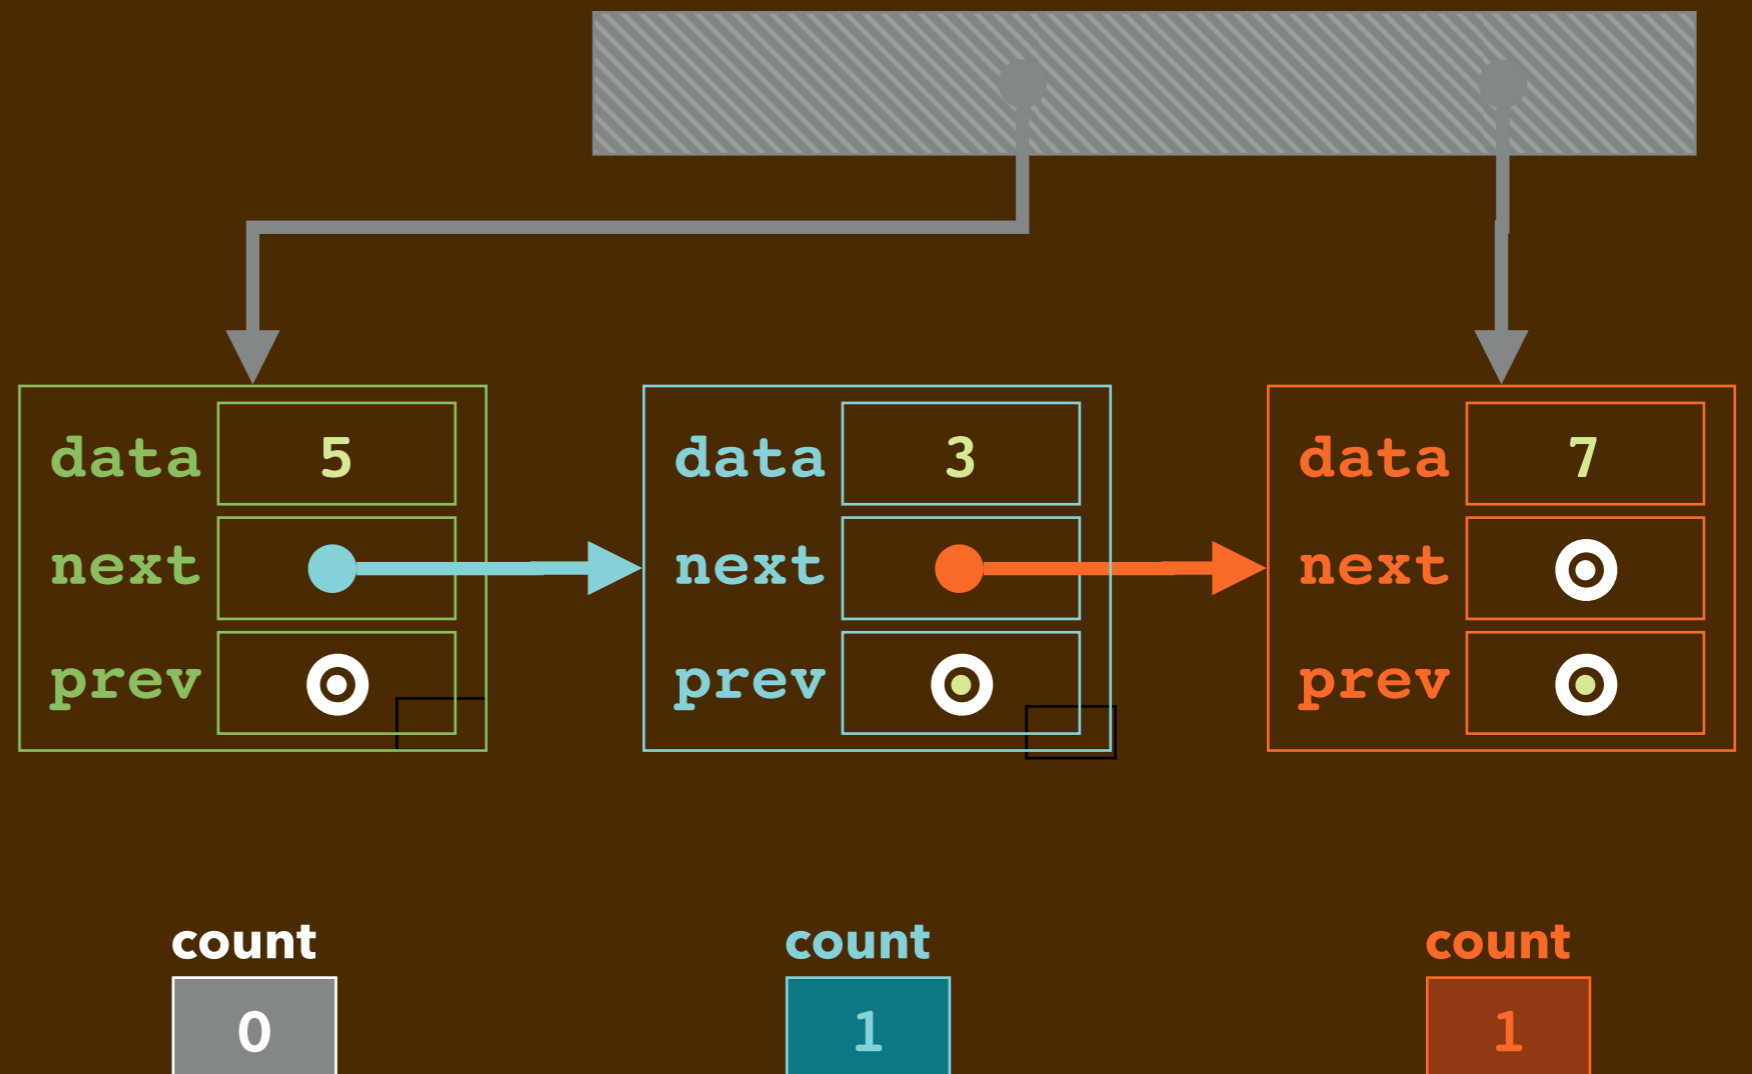 data 5 data 3 data 7
next next next
prev prev prev
count count count
0 1 1